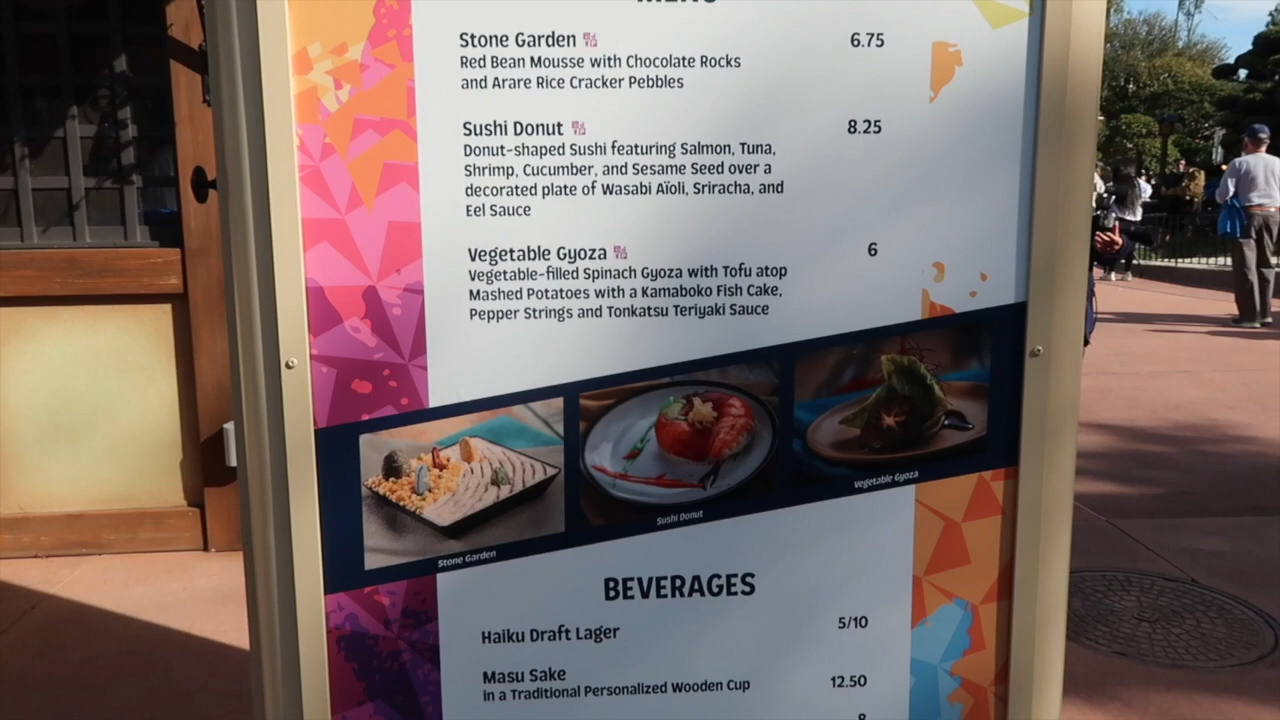 MENU
Stone Garden 6.75
Red Bean Mousse with Chocolate Rocks
and Arare Rice Cracker Pebbles
Sushi Donut 8.25
Donut-shaped Sushi featuring Salmon, Tuna,
Shrimp, Cucumber, and Sesame Seed over a
decorated plate of Wasabi Aïoli, Sriracha, and
Eel Sauce
Vegetable Gyoza 6
Vegetable-filled Spinach Gyoza with Tofu atop
Mashed Potatoes with a Kamaboko Fish Cake,
Pepper Strings and Tonkatsu Teriyaki Sauce
Stone Garden
Sushi Donut
Vegetable Gyoza
BEVERAGES
Haiku Draft Lager 5/10
Masu Sake 12.50
in a Traditional Personalized Wooden Cup